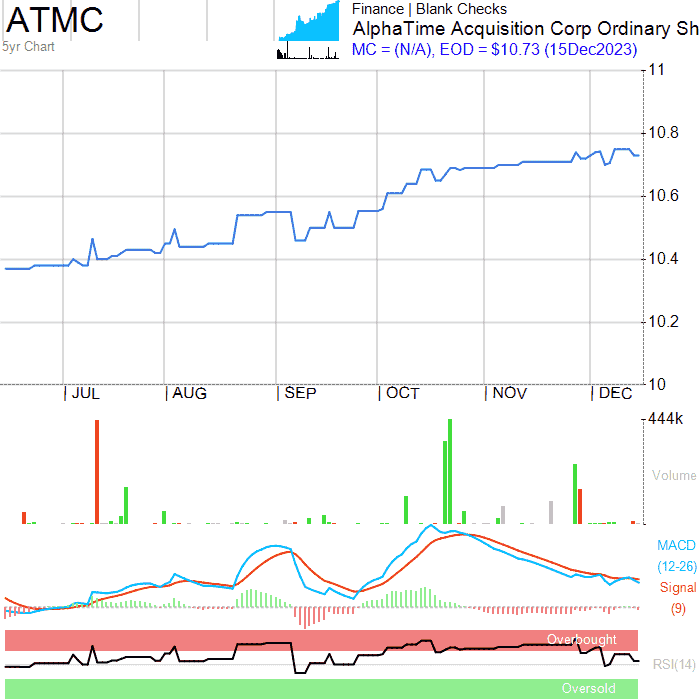 ATMC
Finance | Blank Checks
AlphaTime Acquisition Corp Ordinary Sh
5yr Chart
MC = (N/A), EOD = $10.73 (15Dec2023)
11
10.8
10.6
10.4
10.2
10
| JUL | AUG | SEP | OCT | NOV | DEC
444k
Volume
MACD
(12-26)
Signal
(9)
Overbought
RSI(14)
Oversold